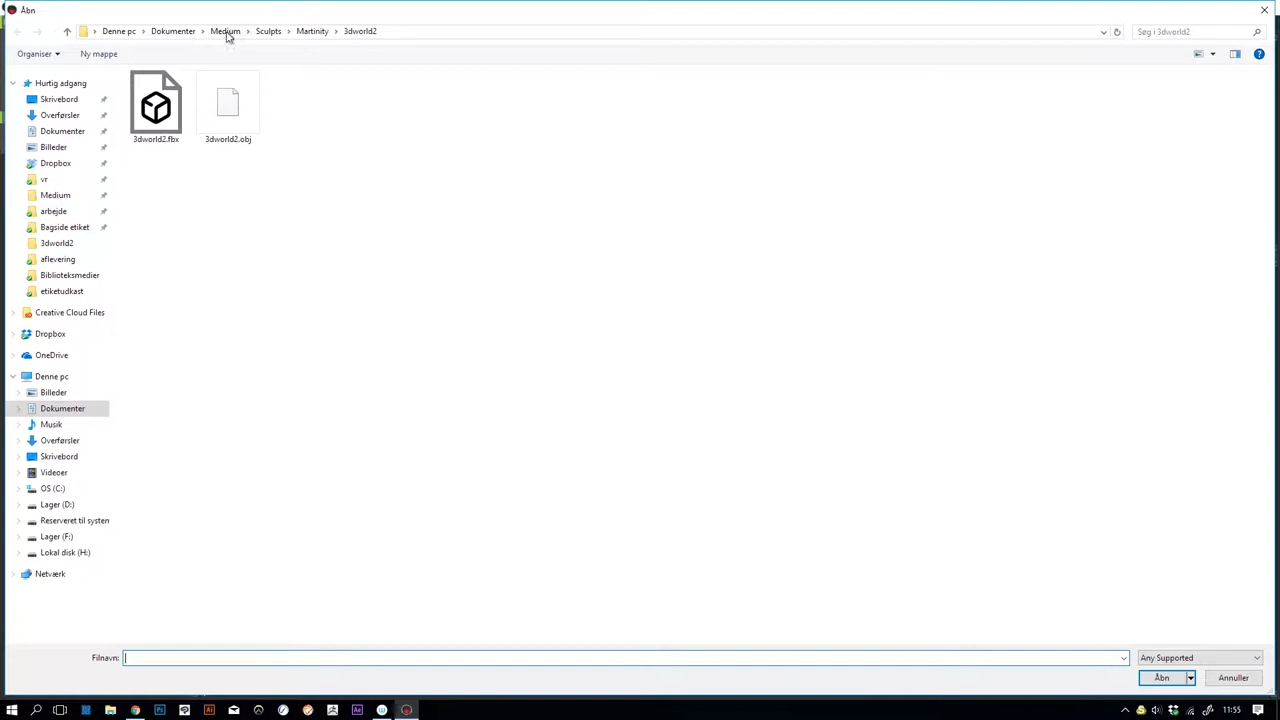 Åbn
Denne pc
Dokumenter
Medium
Sculpts
Martinity
3dworld2
Søg i 3dworld2
Organiser
Ny mappe
Hurtig adgang
Skrivebord
Overførsler
Dokumenter
Billeder
Dropbox
vr
Medium
arbejde
Bagside etiket
3dworld2
aflevering
Biblioteksmedier
etiketudkast
Creative Cloud Files
Dropbox
OneDrive
Denne pc
Billeder
Dokumenter
Musik
Overførsler
Skrivebord
Videoer
OS (C:)
Lager (D:)
Reserveret til systen
Lager (F:)
Lokal disk (H:)
Netværk
3dworld2.fbx
3dworld2.obj
Filnavn:
Any Supported
Åbn
Annuller
11:55